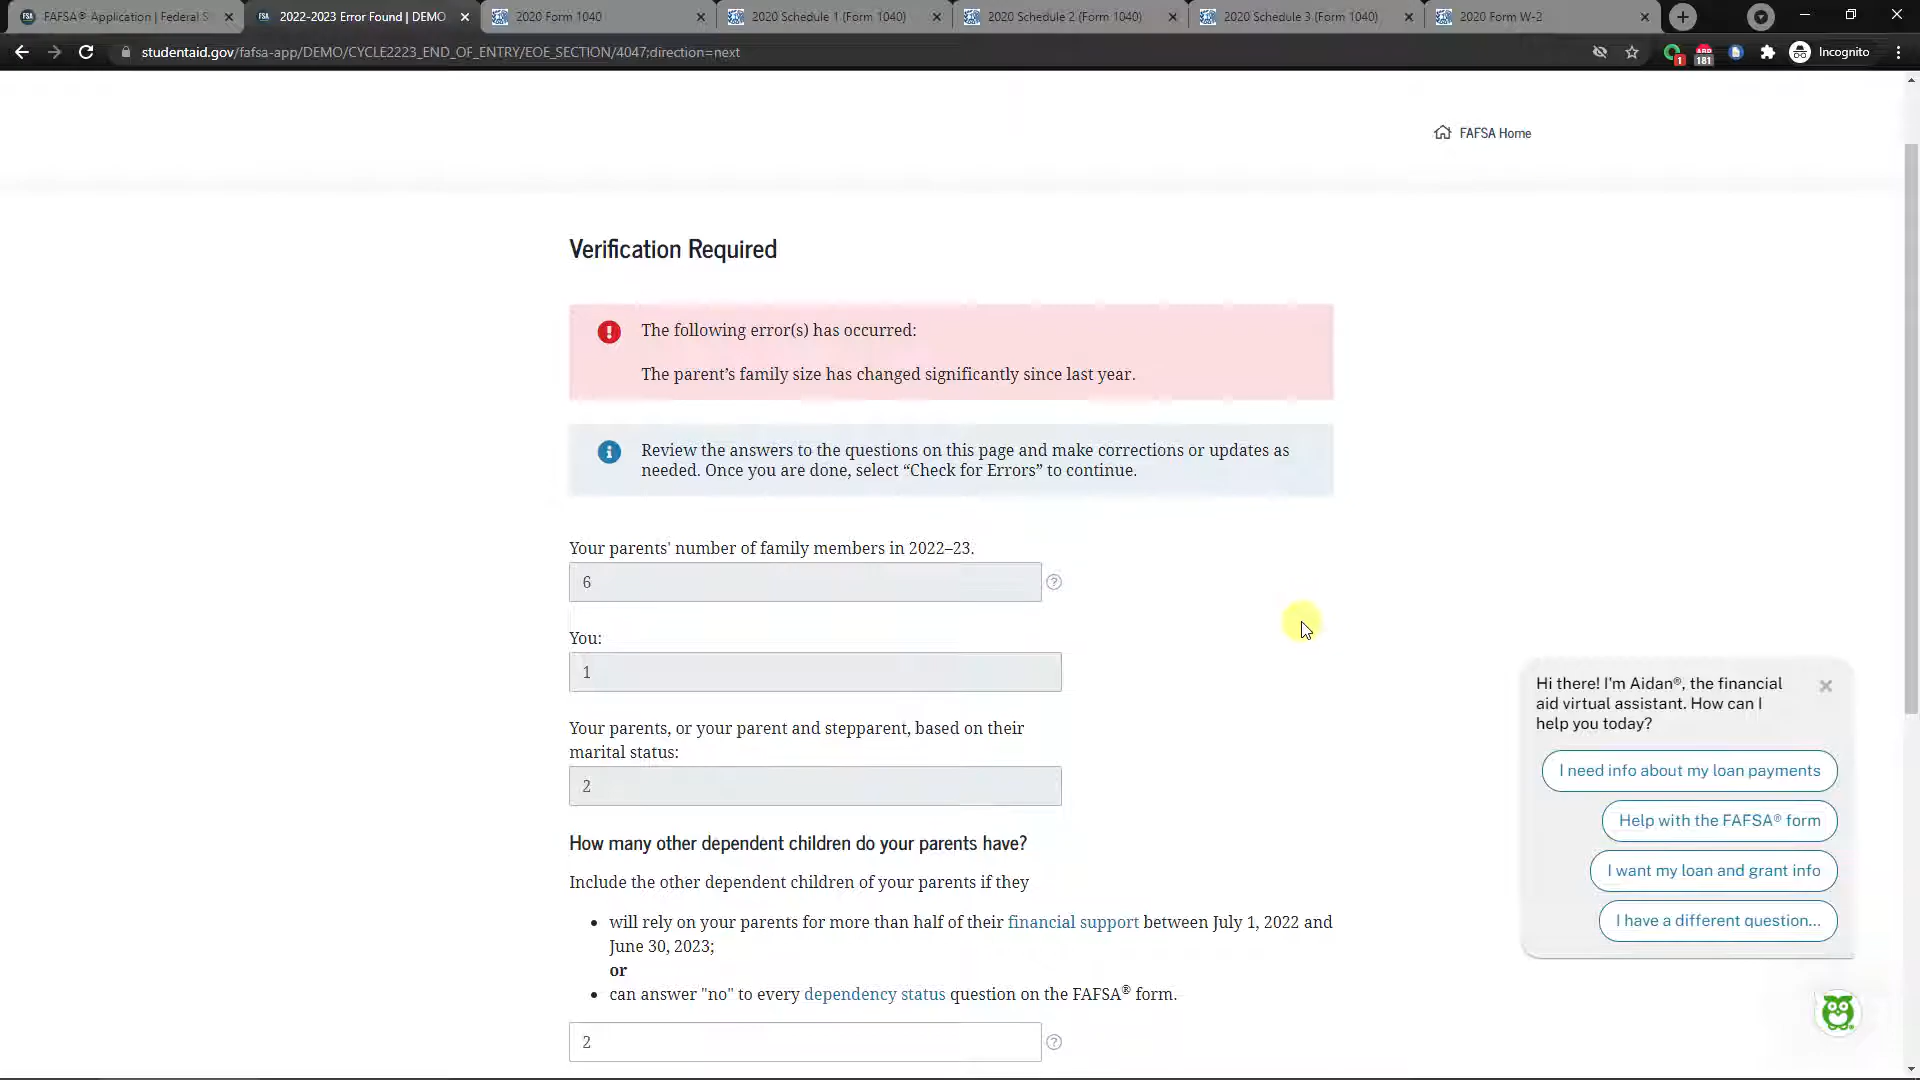 FAFSA® Application | Federal S
2022-2023 Error Found | DEMO
2020 Form 1040
2020 Schedule 1 (Form 1040)
2020 Schedule 2 (Form 1040)
2020 Schedule 3 (Form 1040)
2020 Form W-2
studentaid.gov/fafsa-app/DEMO/CYCLE2223_END_OF_ENTRY/EOE_SECTION/4047;direction=next
1
181
Incognito
FAFSA Home
Verification Required
The following error(s) has occurred:
The parent’s family size has changed significantly since last year.
Review the answers to the questions on this page and make corrections or updates as
needed. Once you are done, select “Check for Errors” to continue.
Your parents' number of family members in 2022–23.
6
You:
1
Your parents, or your parent and stepparent, based on their
marital status:
2
How many other dependent children do your parents have?
Include the other dependent children of your parents if they
• will rely on your parents for more than half of their financial support between July 1, 2022 and
June 30, 2023;
or
• can answer "no" to every dependency status question on the FAFSA® form.
2
Hi there! I'm Aidan®, the financial
aid virtual assistant. How can I
help you today?
I need info about my loan payments
Help with the FAFSA® form
I want my loan and grant info
I have a different question...